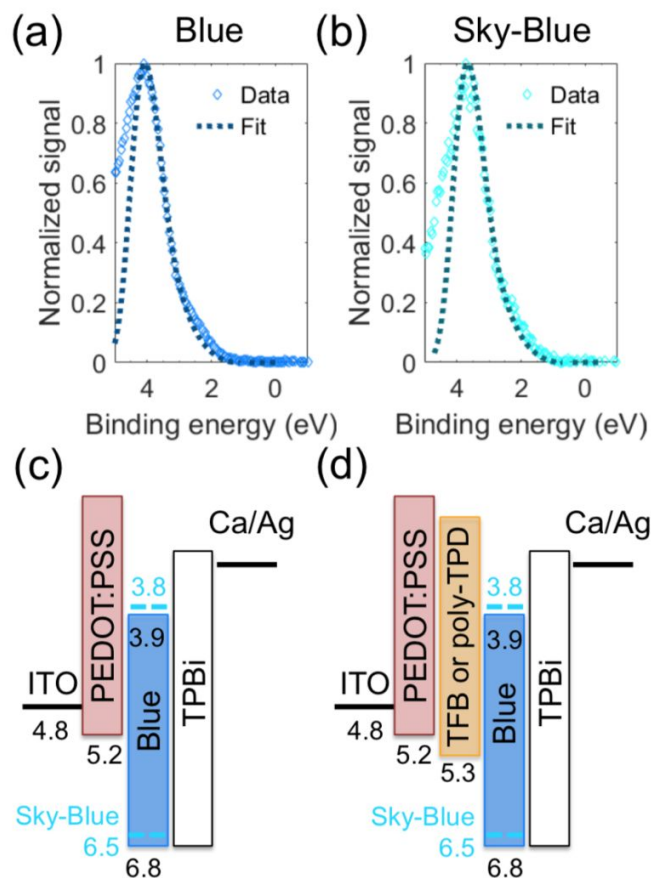 (a) Blue
Normalized signal
1
0.8
0.6
0.4
0.2
0
4 2 0
Binding energy (eV)
Data
Fit
(b) Sky-Blue
Normalized signal
1
0.8
0.6
0.4
0.2
0
4 2 0
Binding energy (eV)
Data
Fit
(c)
ITO
4.8
PEDOT:PSS
5.2
3.8
3.9
Blue
Sky-Blue
6.5
6.8
TPBi
Ca/Ag
(d)
ITO
4.8
PEDOT:PSS
5.2
TFB or poly-TPD
5.3
3.8
3.9
Blue
Sky-Blue
6.5
6.8
TPBi
Ca/Ag